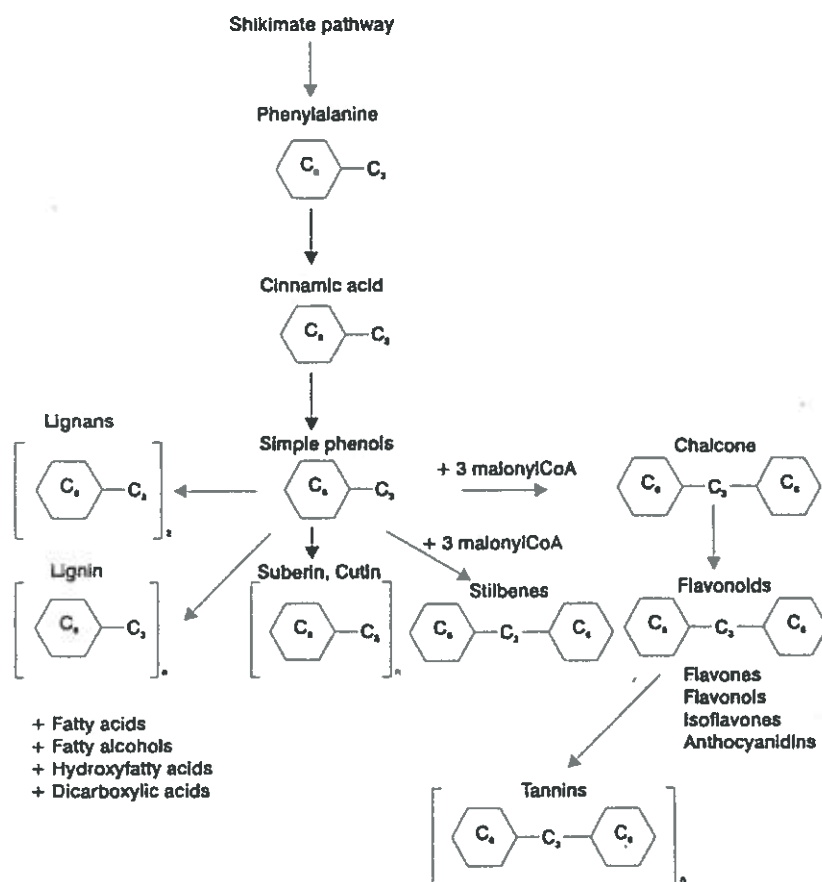 Shikimate pathway
Phenylalanine
C₆ C₃
Cinnamic acid
C₆ C₃
Lignans
C₆ C₃ 2
Simple phenols
C₆ C₃
+ 3 malonylCoA
Chalcone
C₆ C₃ C₆
+ 3 malonylCoA
Lignin
C₆ C₃ n
Suberin, Cutin
C₆ C₃ n
Stilbenes
C₆ C₂ C₆
Flavonoids
C₆ C₃ C₆
Flavones
Flavonols
Isoflavones
Anthocyanidins
+ Fatty acids
+ Fatty alcohols
+ Hydroxyfatty acids
+ Dicarboxylic acids
Tannins
C₆ C₃ C₆ n